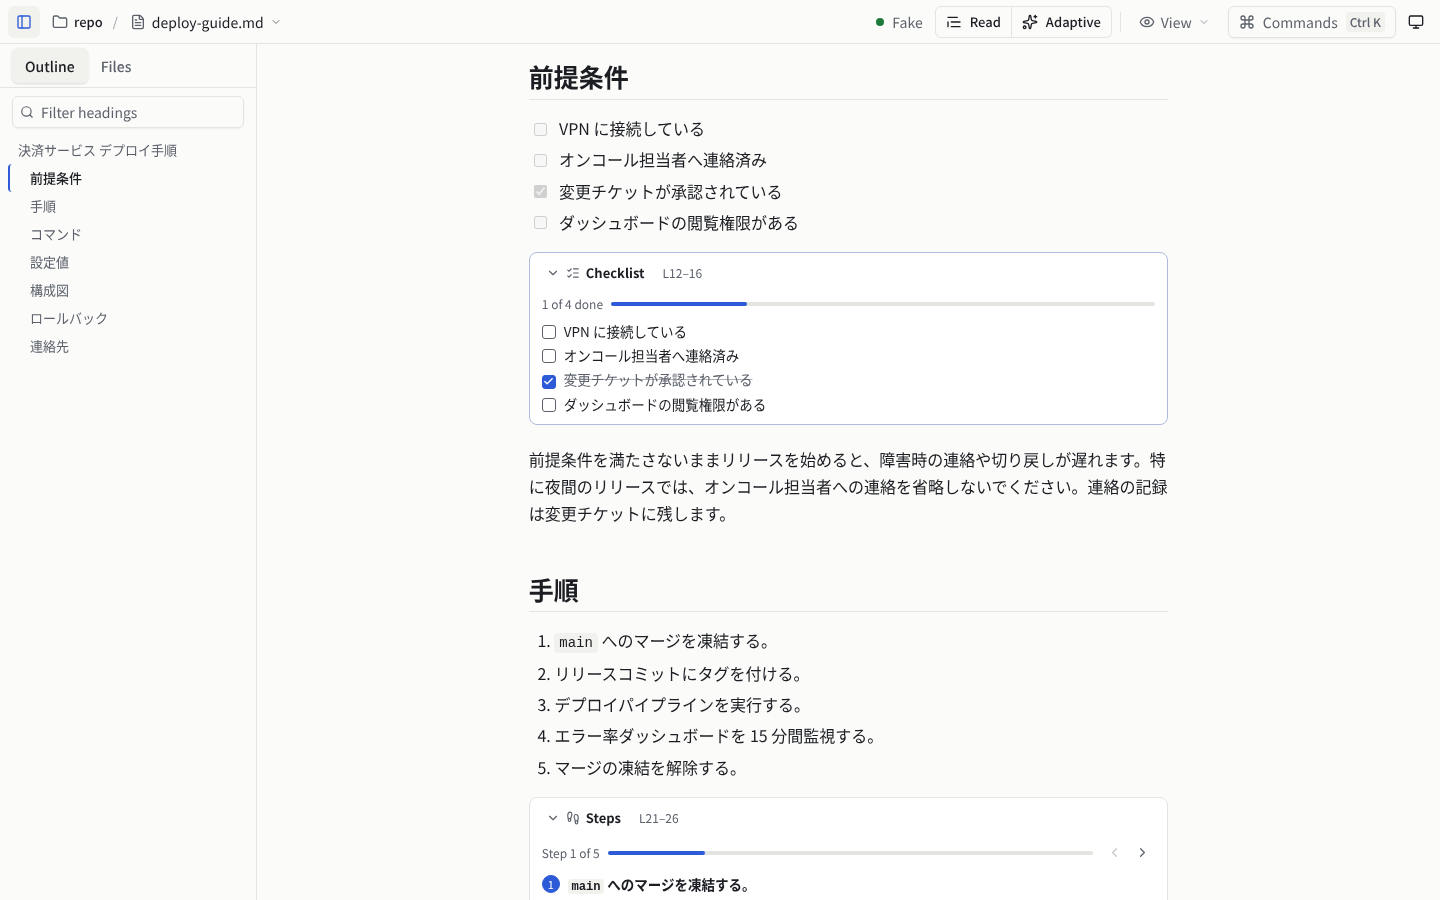 repo / deploy-guide.md
Fake
Read
Adaptive
View
Commands Ctrl K
Outline
Files
Filter headings
決済サービス デプロイ手順
前提条件
手順
コマンド
設定値
構成図
ロールバック
連絡先
前提条件
VPN に接続している
オンコール担当者へ連絡済み
変更チケットが承認されている
ダッシュボードの閲覧権限がある
Checklist L12–16
1 of 4 done
VPN に接続している
オンコール担当者へ連絡済み
変更チケットが承認されている
ダッシュボードの閲覧権限がある
前提条件を満たさないままリリースを始めると、障害時の連絡や切り戻しが遅れます。特
に夜間のリリースでは、オンコール担当者への連絡を省略しないでください。連絡の記録
は変更チケットに残します。
手順
1. main へのマージを凍結する。
2. リリースコミットにタグを付ける。
3. デプロイパイプラインを実行する。
4. エラー率ダッシュボードを 15 分間監視する。
5. マージの凍結を解除する。
Steps L21–26
Step 1 of 5
1 main へのマージを凍結する。